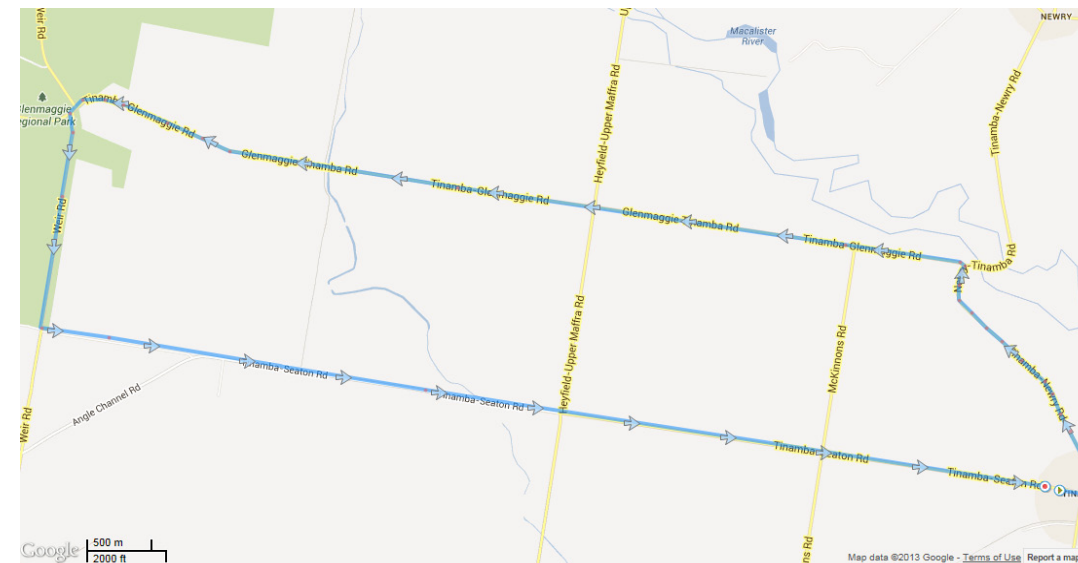 Weir Rd
NEWRY
Macalister
River
Heyfield-Upper Maffra Rd
Tinamba-Newry Rd
Glenmaggie
Regional Park
Glenmaggie Rd
Glenmaggie
Tinamba-Glenmaggie Rd
Glenmaggie-Tinamba Rd
Tinamba-Glenmaggie Rd
Tinamba Rd
Weir Rd
Heyfield-Upper Maffra Rd
McKinnons Rd
Tinamba-Newry Rd
Tinamba-Seaton Rd
Angle Channel Rd
Tinamba-Seaton Rd
Weir Rd
Tinamba-Seaton Rd
Tinamba-Seaton Rd
Google
500 m
2000 ft
Map data ©2013 Google - Terms of Use
Report a map